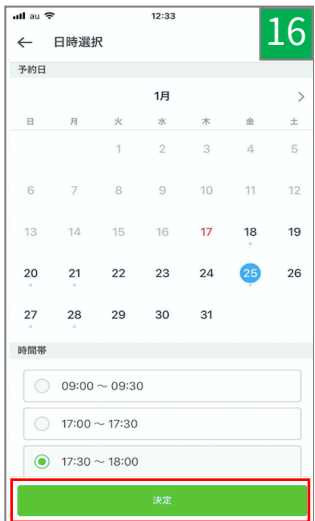 au 12:33
16
← 日時選択
予約日
1月 >
日 月 火 水 木 金 土
1 2 3 4 5
6 7 8 9 10 11 12
13 14 15 16 17 18 19
20 21 22 23 24 25 26
27 28 29 30 31
時間帯
09:00 ~ 09:30
17:00 ~ 17:30
17:30 ~ 18:00
決定